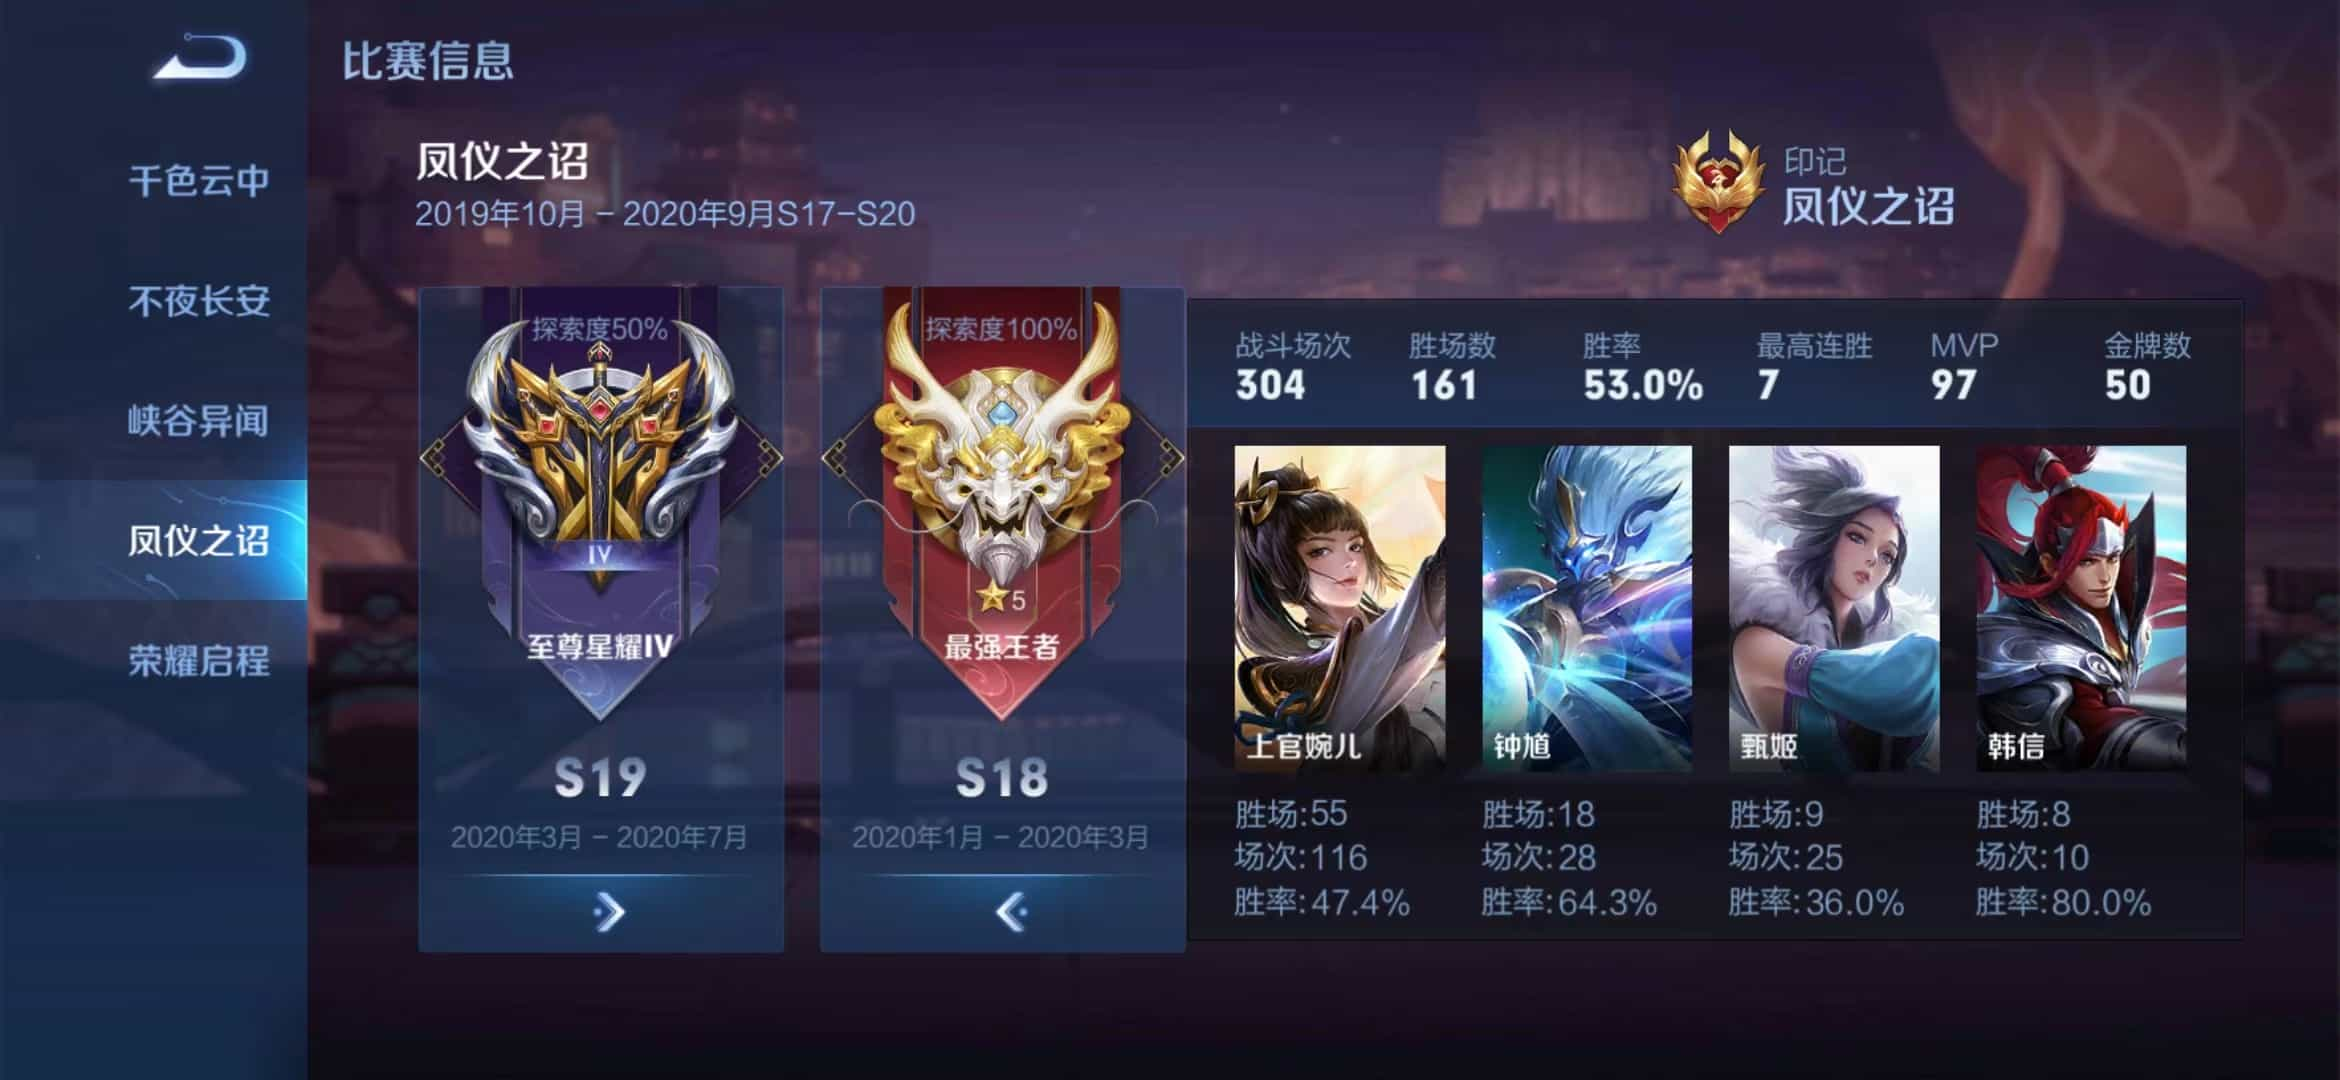 比赛信息
千色云中
不夜长安
峡谷异闻
凤仪之诏
荣耀启程
凤仪之诏
2019年10月 - 2020年9月S17-S20
印记
凤仪之诏
探索度50%
IV
至尊星耀IV
S19
2020年3月 - 2020年7月
探索度100%
5
最强王者
S18
2020年1月 - 2020年3月
战斗场次 胜场数 胜率 最高连胜 MVP 金牌数
304 161 53.0% 7 97 50
上官婉儿 钟馗 甄姬 韩信
胜场:55 胜场:18 胜场:9 胜场:8
场次:116 场次:28 场次:25 场次:10
胜率:47.4% 胜率:64.3% 胜率:36.0% 胜率:80.0%